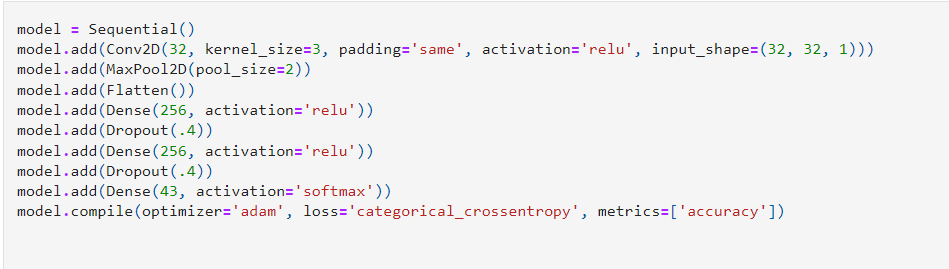 model = Sequential()
model.add(Conv2D(32, kernel_size=3, padding='same', activation='relu', input_shape=(32, 32, 1)))
model.add(MaxPool2D(pool_size=2))
model.add(Flatten())
model.add(Dense(256, activation='relu'))
model.add(Dropout(.4))
model.add(Dense(256, activation='relu'))
model.add(Dropout(.4))
model.add(Dense(43, activation='softmax'))
model.compile(optimizer='adam', loss='categorical_crossentropy', metrics=['accuracy'])